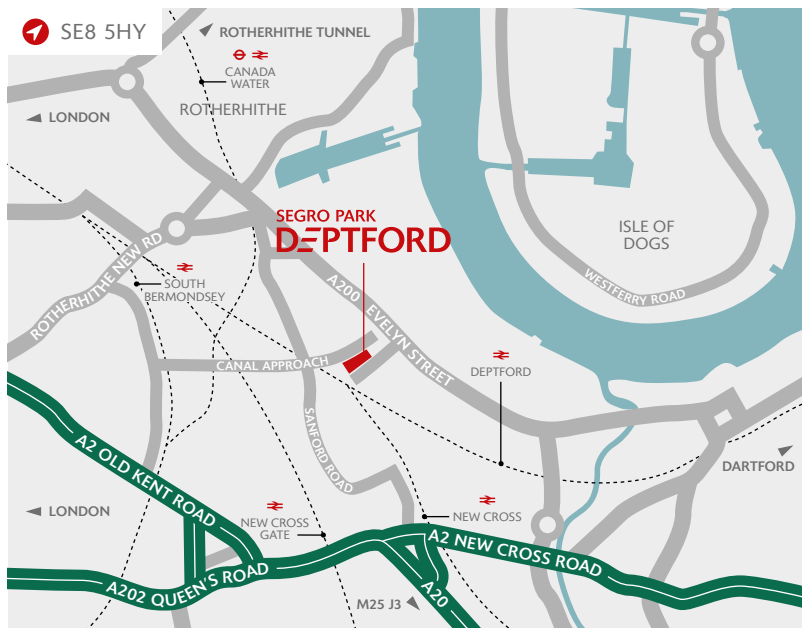 SE8 5HY
ROTHERHITHE TUNNEL
CANADA
WATER
ROTHERHITHE
LONDON
SEGRO PARK
DEPTFORD
ISLE OF
DOGS
ROTHERHITHE NEW RD
SOUTH
BERMONDSEY
WESTFERRY ROAD
A200 EVELYN STREET
CANAL APPROACH
DEPTFORD
SANFORD ROAD
A2 OLD KENT ROAD
DARTFORD
LONDON
NEW CROSS
GATE
NEW CROSS
A2 NEW CROSS ROAD
A202 QUEEN'S ROAD
A20
M25 J3